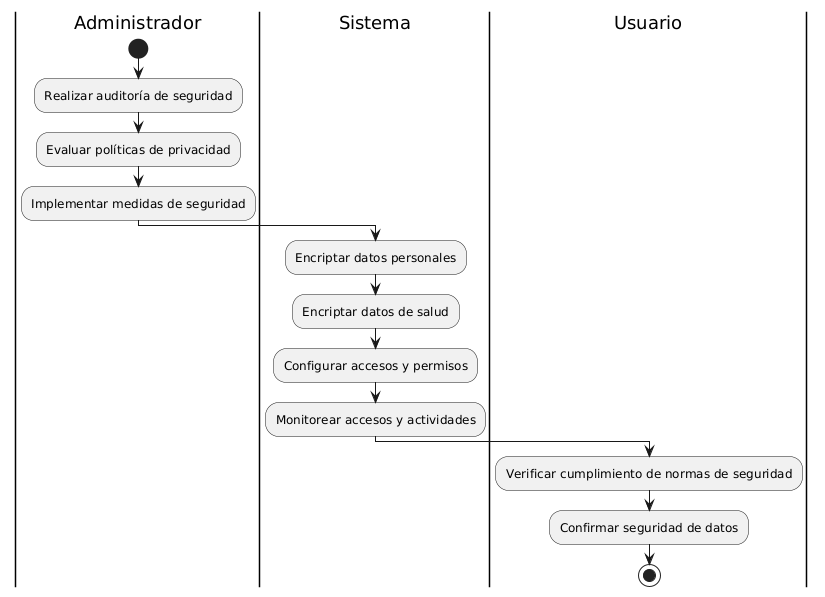 Administrador
Sistema
Usuario
Realizar auditoría de seguridad
Evaluar políticas de privacidad
Implementar medidas de seguridad
Encriptar datos personales
Encriptar datos de salud
Configurar accesos y permisos
Monitorear accesos y actividades
Verificar cumplimiento de normas de seguridad
Confirmar seguridad de datos